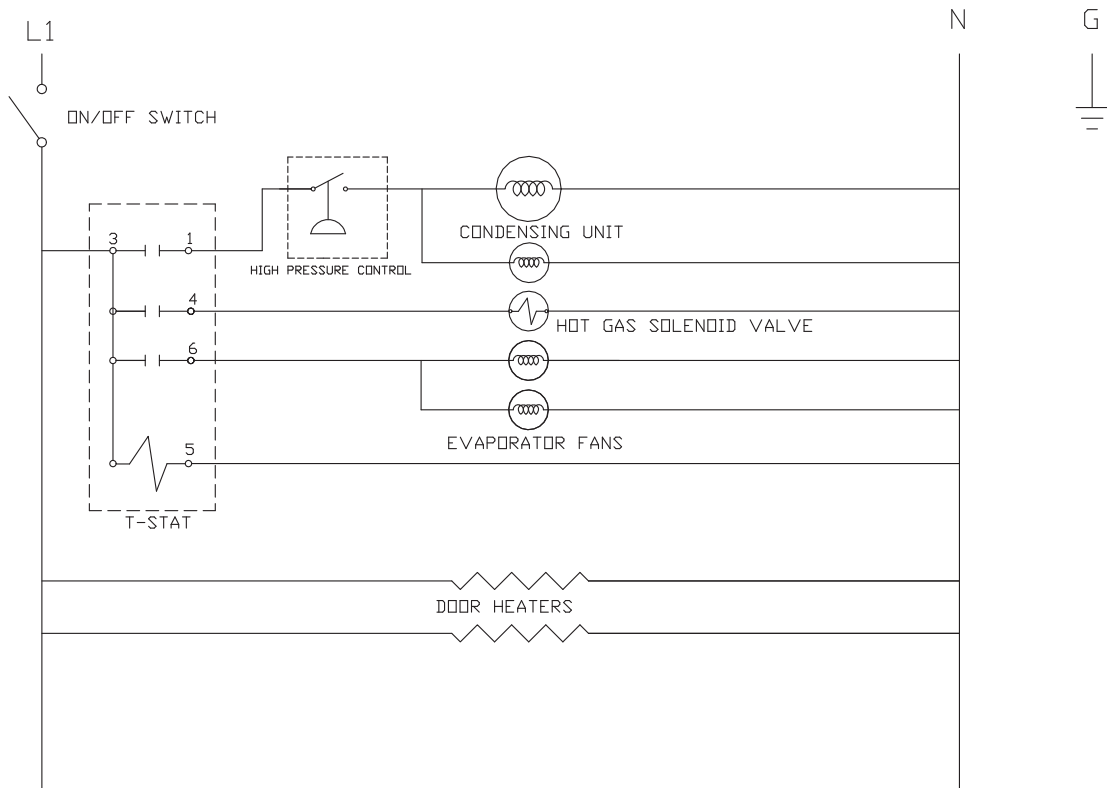 L1
N
G
ON/OFF SWITCH
CONDENSING UNIT
3
1
HIGH PRESSURE CONTROL
4
HOT GAS SOLENOID VALVE
6
EVAPORATOR FANS
5
T-STAT
DOOR HEATERS